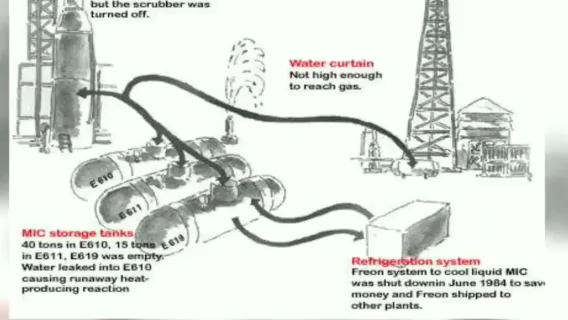 but the scrubber was
turned off.
Water curtain
Not high enough
to reach gas.
E610
E611
E619
MIC storage tanks
40 tons in E610, 15 tons
in E611, E619 was empty.
Water leaked into E610
causing runaway heat-
producing reaction
Refrigeration system
Freon system to cool liquid MIC
was shut downin June 1984 to save
money and Freon shipped to
other plants.